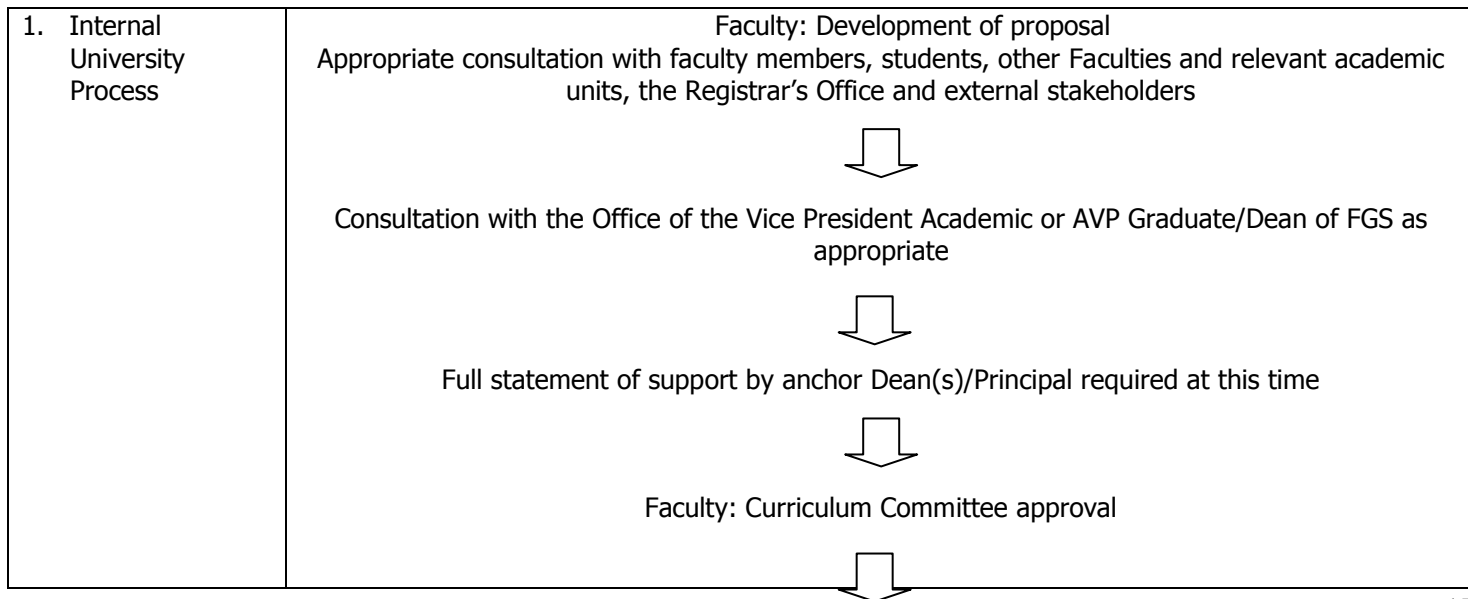 1. Internal
University
Process
Faculty: Development of proposal
Appropriate consultation with faculty members, students, other Faculties and relevant academic
units, the Registrar's Office and external stakeholders
Consultation with the Office of the Vice President Academic or AVP Graduate/Dean of FGS as
appropriate
Full statement of support by anchor Dean(s)/Principal required at this time
Faculty: Curriculum Committee approval